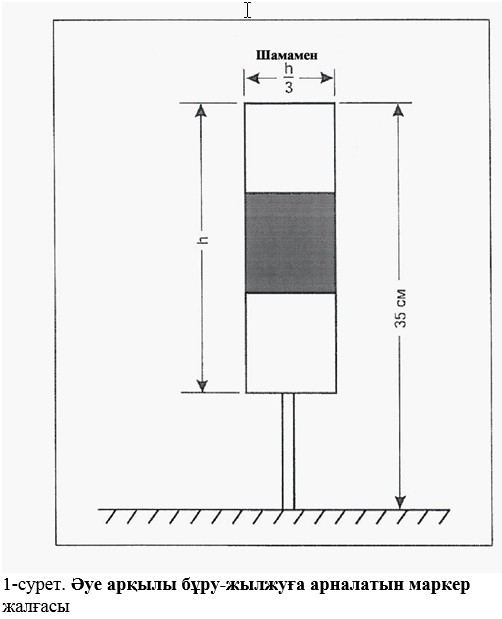 Шамамен
h
3
h
35 см
1-сурет. Әуе арқылы бұру-жылжуға арналатын маркер
жалғасы